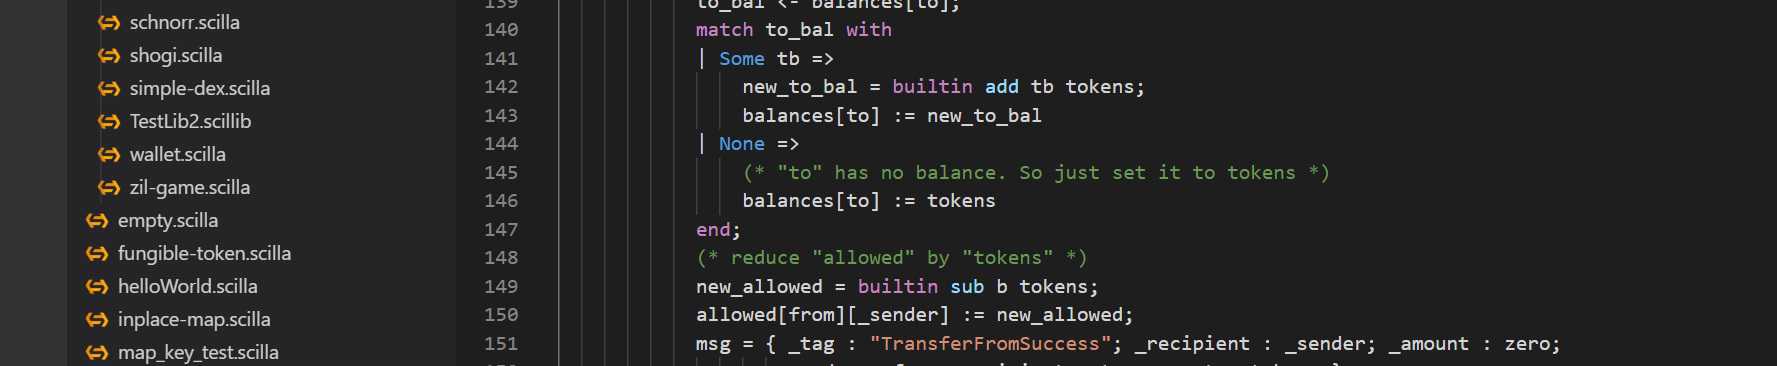 schnorr.scilla
shogi.scilla
simple-dex.scilla
TestLib2.scillib
wallet.scilla
zil-game.scilla
empty.scilla
fungible-token.scilla
helloWorld.scilla
inplace-map.scilla
map_key_test.scilla
139 to_bal <- balances[to];
140 match to_bal with
141 | Some tb =>
142 new_to_bal = builtin add tb tokens;
143 balances[to] := new_to_bal
144 | None =>
145 (* "to" has no balance. So just set it to tokens *)
146 balances[to] := tokens
147 end;
148 (* reduce "allowed" by "tokens" *)
149 new_allowed = builtin sub b tokens;
150 allowed[from][_sender] := new_allowed;
151 msg = { _tag : "TransferFromSuccess"; _recipient : _sender; _amount : zero;